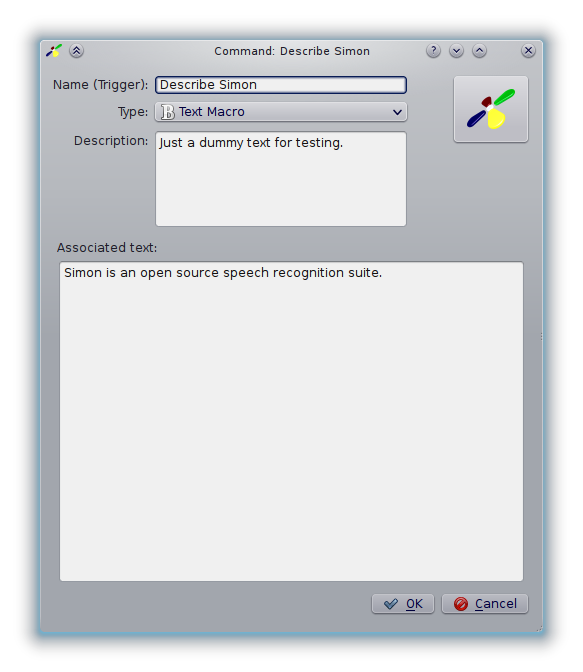 Command: Describe Simon
Name (Trigger): Describe Simon
Type: B Text Macro
Description: Just a dummy text for testing.
Associated text:
Simon is an open source speech recognition suite.
OK Cancel